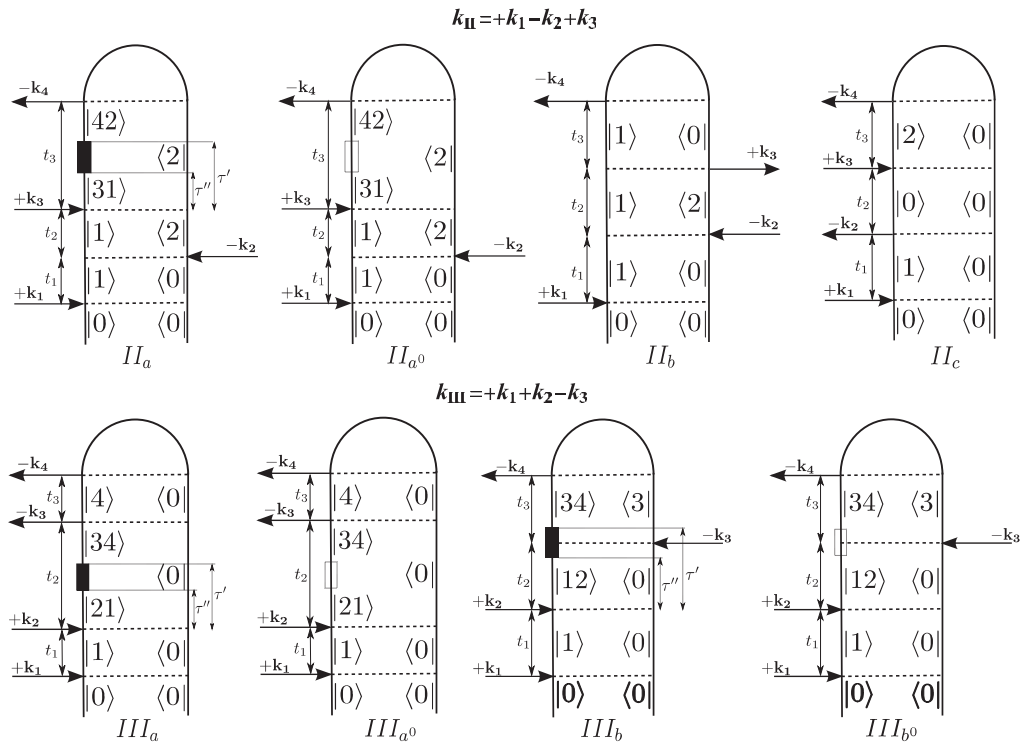 k_II=+k_1−k_2+k_3
−k_4 −k_4 −k_4 −k_4
|42⟩ |42⟩ |1⟩ ⟨0| |2⟩ ⟨0|
t_3 ⟨2| t_3 ⟨2| t_3 t_3
τ″ τ′ +k_3 +k_3
|31⟩ |31⟩
+k_3 +k_3
t_2 |1⟩ ⟨2| t_2 |1⟩ ⟨2| t_2 |1⟩ ⟨2| t_2 |0⟩ ⟨0|
−k_2 −k_2 −k_2 −k_2
t_1 |1⟩ ⟨0| t_1 |1⟩ ⟨0| t_1 |1⟩ ⟨0| t_1 |1⟩ ⟨0|
+k_1 +k_1 +k_1 +k_1
|0⟩ ⟨0| |0⟩ ⟨0| |0⟩ ⟨0| |0⟩ ⟨0|
II_a II_{a^0} II_b II_c
k_III=+k_1+k_2−k_3
−k_4 −k_4 −k_4 −k_4
t_3 |4⟩ ⟨0| t_3 |4⟩ ⟨0| t_3 |34⟩ ⟨3| t_3 |34⟩ ⟨3|
−k_3 −k_3 −k_3 −k_3
|34⟩ |34⟩
t_2 ⟨0| t_2 ⟨0| t_2 |12⟩ ⟨0| t_2 |12⟩ ⟨0|
τ″ τ′ τ″ τ′
|21⟩ |21⟩
+k_2 +k_2 +k_2 +k_2
t_1 |1⟩ ⟨0| t_1 |1⟩ ⟨0| t_1 |1⟩ ⟨0| t_1 |1⟩ ⟨0|
+k_1 +k_1 +k_1 +k_1
|0⟩ ⟨0| |0⟩ ⟨0| |0⟩ ⟨0| |0⟩ ⟨0|
III_a III_{a^0} III_b III_{b^0}